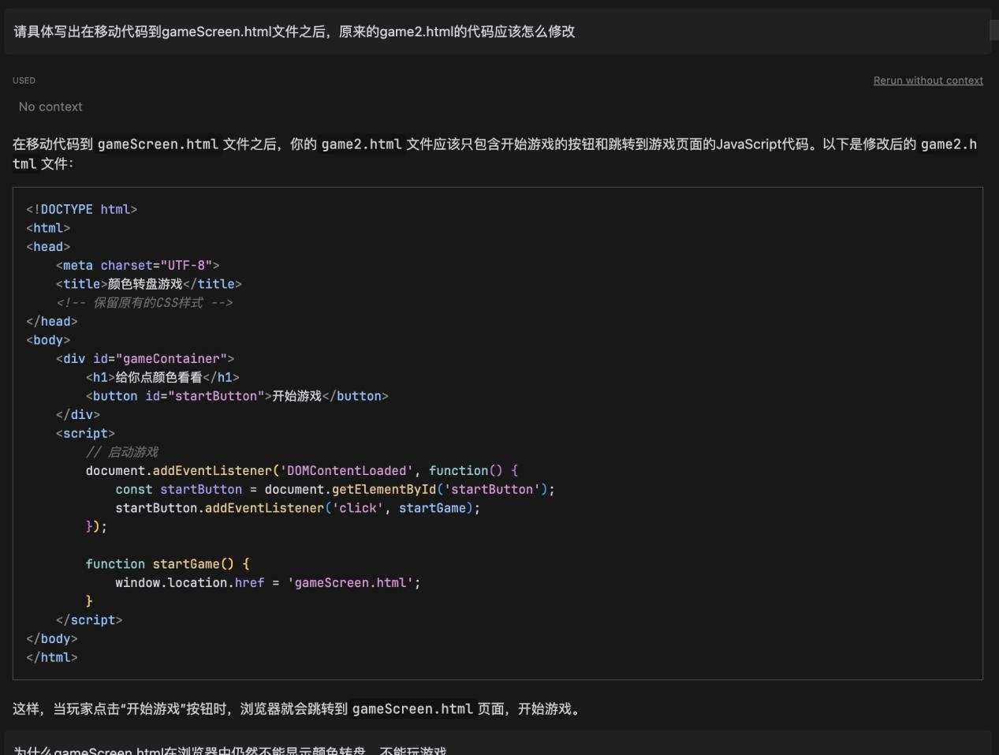 请具体写出在移动代码到gameScreen.html文件之后，原来的game2.html的代码应该怎么修改
USED
Rerun without context
No context
在移动代码到 gameScreen.html 文件之后，你的 game2.html 文件应该只包含开始游戏的按钮和跳转到游戏页面的JavaScript代码。以下是修改后的 game2.h
tml 文件：
<!DOCTYPE html>
<html>
<head>
    <meta charset="UTF-8">
    <title>颜色转盘游戏</title>
    <!-- 保留原有的CSS样式 -->
</head>
<body>
    <div id="gameContainer">
        <h1>给你点颜色看看</h1>
        <button id="startButton">开始游戏</button>
    </div>
    <script>
        // 启动游戏
        document.addEventListener('DOMContentLoaded', function() {
            const startButton = document.getElementById('startButton');
            startButton.addEventListener('click', startGame);
        });

        function startGame() {
            window.location.href = 'gameScreen.html';
        }
    </script>
</body>
</html>
这样，当玩家点击“开始游戏”按钮时，浏览器就会跳转到 gameScreen.html 页面，开始游戏。
为什么gameScreen.html在浏览器中仍然不能显示颜色转盘，不能玩游戏